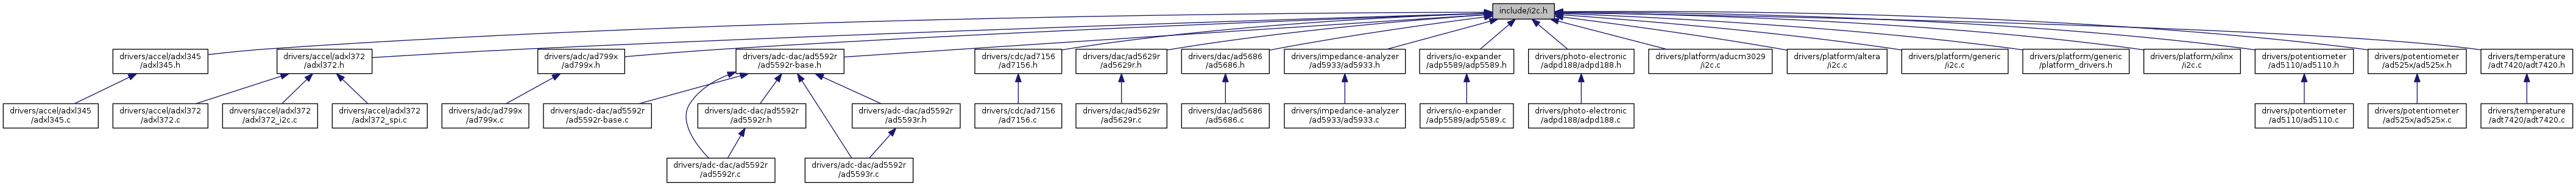 include/i2c.h
drivers/accel/adxl345
/adxl345.h
drivers/accel/adxl372
/adxl372.h
drivers/adc/ad799x
/ad799x.h
drivers/adc-dac/ad5592r
/ad5592r-base.h
drivers/cdc/ad7156
/ad7156.h
drivers/dac/ad5629r
/ad5629r.h
drivers/dac/ad5686
/ad5686.h
drivers/impedance-analyzer
/ad5933/ad5933.h
drivers/io-expander
/adp5589/adp5589.h
drivers/photo-electronic
/adpd188/adpd188.h
drivers/platform/aducm3029
/i2c.c
drivers/platform/altera
/i2c.c
drivers/platform/generic
/i2c.c
drivers/platform/generic
/platform_drivers.h
drivers/platform/xilinx
/i2c.c
drivers/potentiometer
/ad5110/ad5110.h
drivers/potentiometer
/ad525x/ad525x.h
drivers/temperature
/adt7420/adt7420.h
drivers/accel/adxl345
/adxl345.c
drivers/accel/adxl372
/adxl372.c
drivers/accel/adxl372
/adxl372_i2c.c
drivers/accel/adxl372
/adxl372_spi.c
drivers/adc/ad799x
/ad799x.c
drivers/adc-dac/ad5592r
/ad5592r-base.c
drivers/adc-dac/ad5592r
/ad5592r.h
drivers/adc-dac/ad5592r
/ad5593r.h
drivers/cdc/ad7156
/ad7156.c
drivers/dac/ad5629r
/ad5629r.c
drivers/dac/ad5686
/ad5686.c
drivers/impedance-analyzer
/ad5933/ad5933.c
drivers/io-expander
/adp5589/adp5589.c
drivers/photo-electronic
/adpd188/adpd188.c
drivers/potentiometer
/ad5110/ad5110.c
drivers/potentiometer
/ad525x/ad525x.c
drivers/temperature
/adt7420/adt7420.c
drivers/adc-dac/ad5592r
/ad5592r.c
drivers/adc-dac/ad5592r
/ad5593r.c